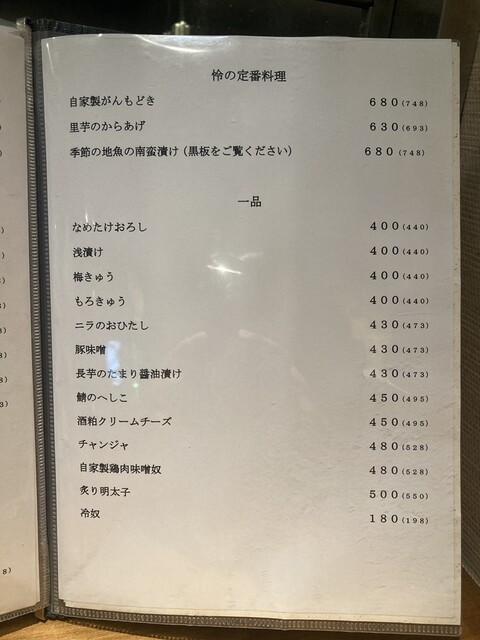 怜の定番料理
自家製がんもどき 680(748)
里芋のからあげ 630(693)
季節の地魚の南蛮漬け(黒板をご覧ください) 680(748)
一品
なめたけおろし 400(440)
浅漬け 400(440)
梅きゅう 400(440)
もろきゅう 400(440)
ニラのおひたし 430(473)
豚味噌 430(473)
長芋のたまり醤油漬け 430(473)
鯖のへしこ 450(495)
酒粕クリームチーズ 450(495)
チャンジャ 480(528)
自家製鶏肉味噌奴 480(528)
炙り明太子 500(550)
冷奴 180(198)